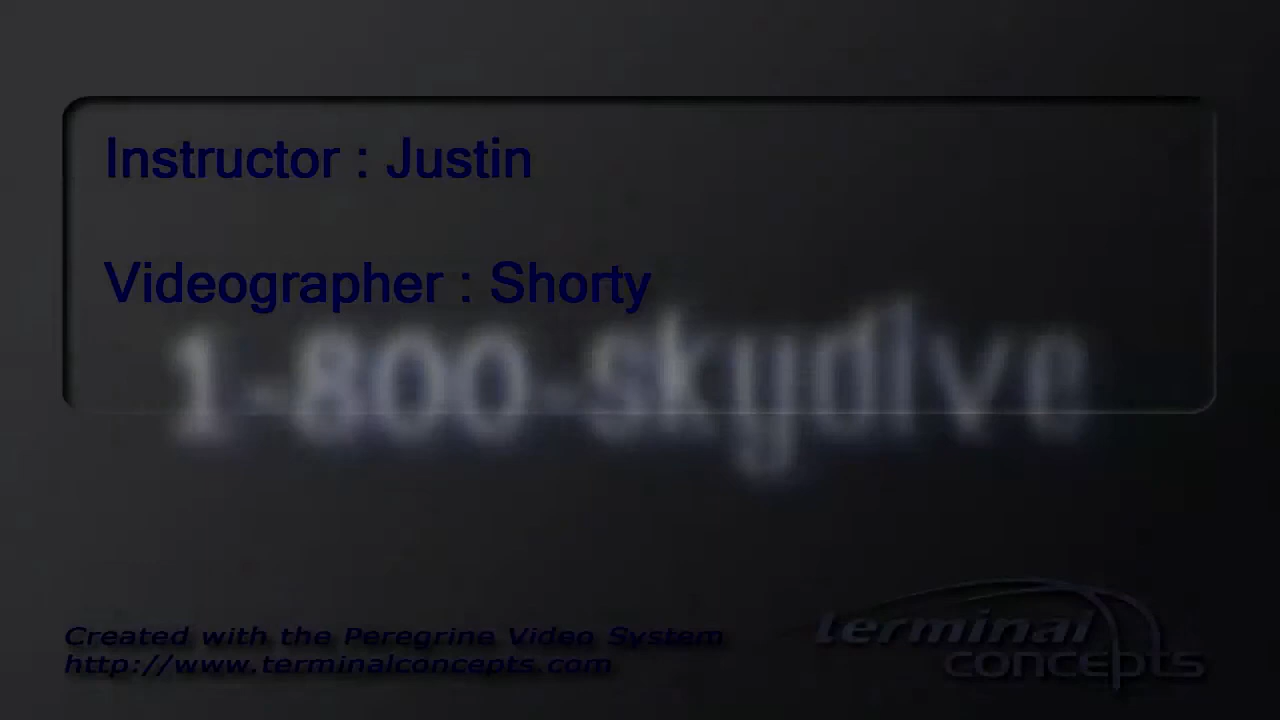 Instructor : Justin
Videographer : Shorty
1-800-skydive
Created with the Peregrine Video System
http://www.terminalconcepts.com
terminal
concepts